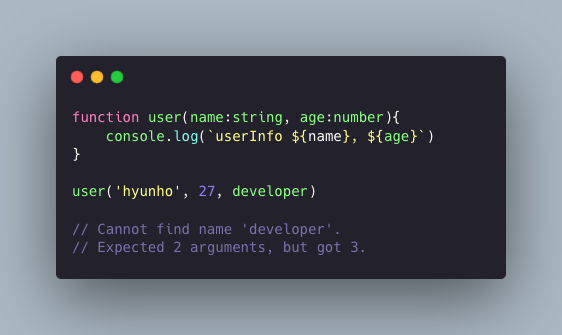 function user(name:string, age:number){
    console.log(`userInfo ${name}, ${age}`)
}
user('hyunho', 27, developer)
// Cannot find name 'developer'.
// Expected 2 arguments, but got 3.